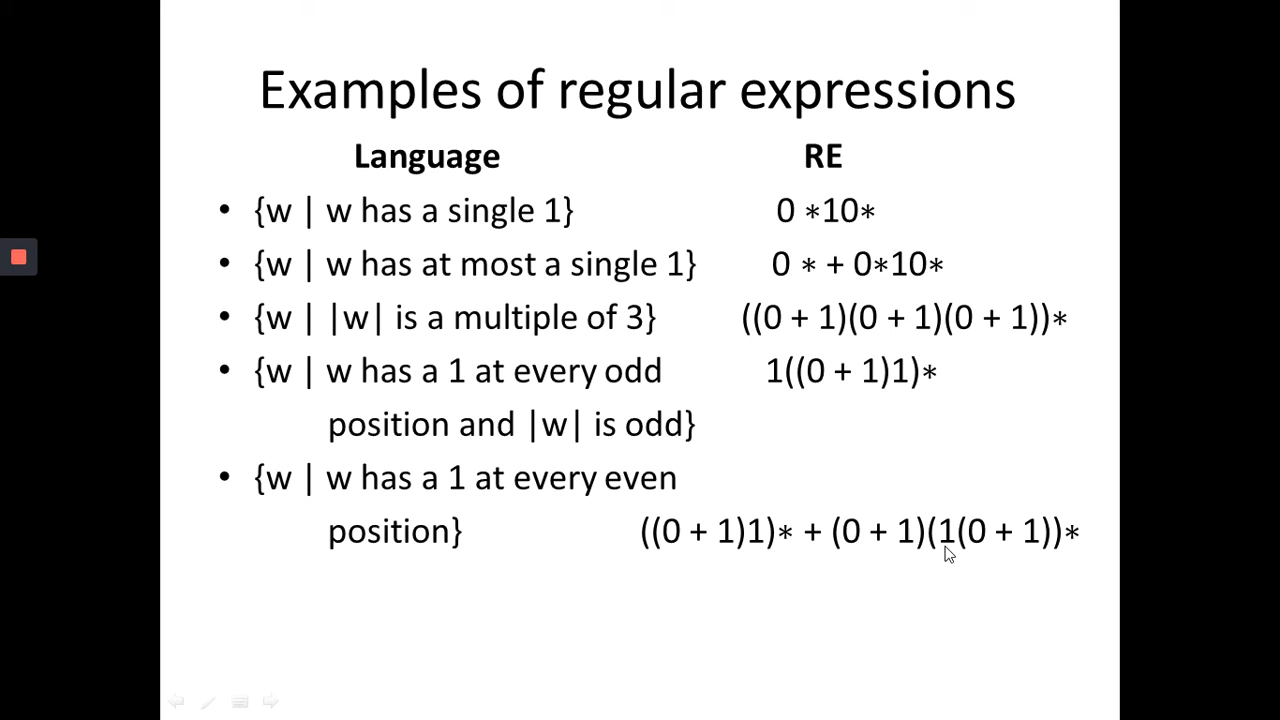 Examples of regular expressions
Language RE
• {w | w has a single 1} 0 ∗10∗
• {w | w has at most a single 1} 0 ∗ + 0∗10∗
• {w | |w| is a multiple of 3} ((0 + 1)(0 + 1)(0 + 1))∗
• {w | w has a 1 at every odd 1((0 + 1)1)∗
position and |w| is odd}
• {w | w has a 1 at every even
position} ((0 + 1)1)∗ + (0 + 1)(1(0 + 1))∗